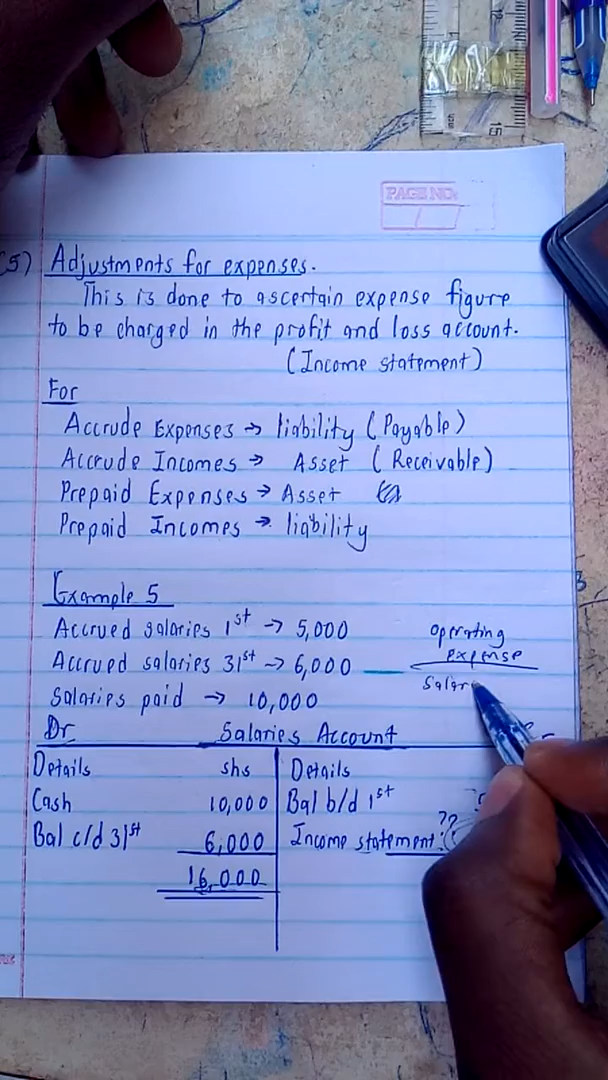 PAGE NO:
5) Adjustments for expenses.
This is done to ascertain expense figure
to be charged in the profit and loss account.
(Income statement)
For
Accrude Expenses → liability (Payable)
Accrude Incomes → Asset (Receivable)
Prepaid Expenses → Asset
Prepaid Incomes → liability
Example 5
Accrued salaries 1st → 5,000
Accrued salaries 31st → 6,000
Salaries paid → 10,000
operating
expense
Salar
Dr Salaries Account
Details shs Details
Cash 10,000 Bal b/d 1st
Bal c/d 31st 6,000 Income statement ??
16,000